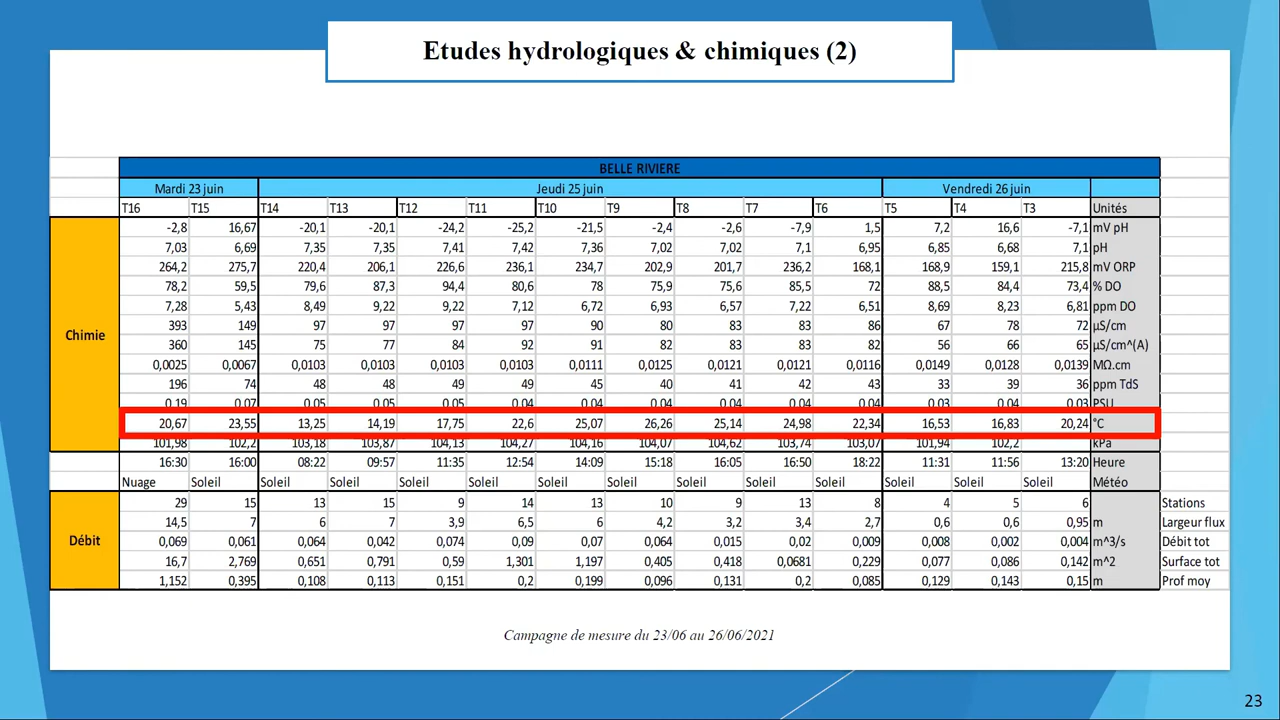 Etudes hydrologiques & chimiques (2)
BELLE RIVIERE
Mardi 23 juin Jeudi 25 juin Vendredi 26 juin
T16 T15 T14 T13 T12 T11 T10 T9 T8 T7 T6 T5 T4 T3 Unités
-2,8 16,67 -20,1 -20,1 -24,2 -25,2 -21,5 -2,4 -2,6 -7,9 1,5 7,2 16,6 -7,1 mV pH
7,03 6,69 7,35 7,35 7,41 7,42 7,36 7,02 7,02 7,1 6,95 6,85 6,68 7,1 pH
264,2 275,7 220,4 206,1 226,6 236,1 234,7 202,9 201,7 236,2 168,1 168,9 159,1 215,8 mV ORP
78,2 59,5 79,6 87,3 94,4 80,6 78 75,9 75,6 85,5 72 88,5 84,4 73,4 % DO
7,28 5,43 8,49 9,22 9,22 7,12 6,72 6,93 6,57 7,22 6,51 8,69 8,23 6,81 ppm DO
393 149 97 97 97 97 90 80 83 83 86 67 78 72 µS/cm
Chimie
360 145 75 77 84 92 91 82 83 83 82 56 66 65 µS/cm^(A)
0,0025 0,0067 0,0103 0,0103 0,0103 0,0103 0,0111 0,0125 0,0121 0,0121 0,0116 0,0149 0,0128 0,0139 MΩ.cm
196 74 48 48 49 49 45 40 41 42 43 33 39 36 ppm TdS
0,19 0,07 0,05 0,05 0,05 0,04 0,04 0,04 0,04 0,04 0,04 0,03 0,04 0,03 PSU
20,67 23,55 13,25 14,19 17,75 22,6 25,07 26,26 25,14 24,98 22,34 16,53 16,83 20,24 °C
101,98 102,2 103,18 103,87 104,13 104,27 104,16 104,07 104,62 103,74 103,07 101,94 102,2 kPa
16:30 16:00 08:22 09:57 11:35 12:54 14:09 15:18 16:05 16:50 18:22 11:31 11:56 13:20 Heure
Nuage Soleil Soleil Soleil Soleil Soleil Soleil Soleil Soleil Soleil Soleil Soleil Soleil Soleil Météo
29 15 13 15 9 14 13 10 9 13 8 4 5 6 Stations
14,5 7 6 7 3,9 6,5 6 4,2 3,2 3,4 2,7 0,6 0,6 0,95 m Largeur flux
Débit
0,069 0,061 0,064 0,042 0,074 0,09 0,07 0,064 0,015 0,02 0,009 0,008 0,002 0,004 m^3/s Débit tot
16,7 2,769 0,651 0,791 0,59 1,301 1,197 0,405 0,418 0,0681 0,229 0,077 0,086 0,142 m^2 Surface tot
1,152 0,395 0,108 0,113 0,151 0,2 0,199 0,096 0,131 0,2 0,085 0,129 0,143 0,15 m Prof moy
Campagne de mesure du 23/06 au 26/06/2021
23